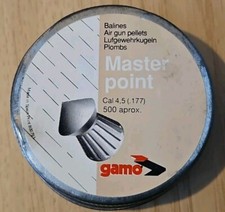 Balines
Air gun pellets
Luftgewehrkugeln
Plombs
Master
point
Cal 4,5 (.177)
500 aprox.
gamo